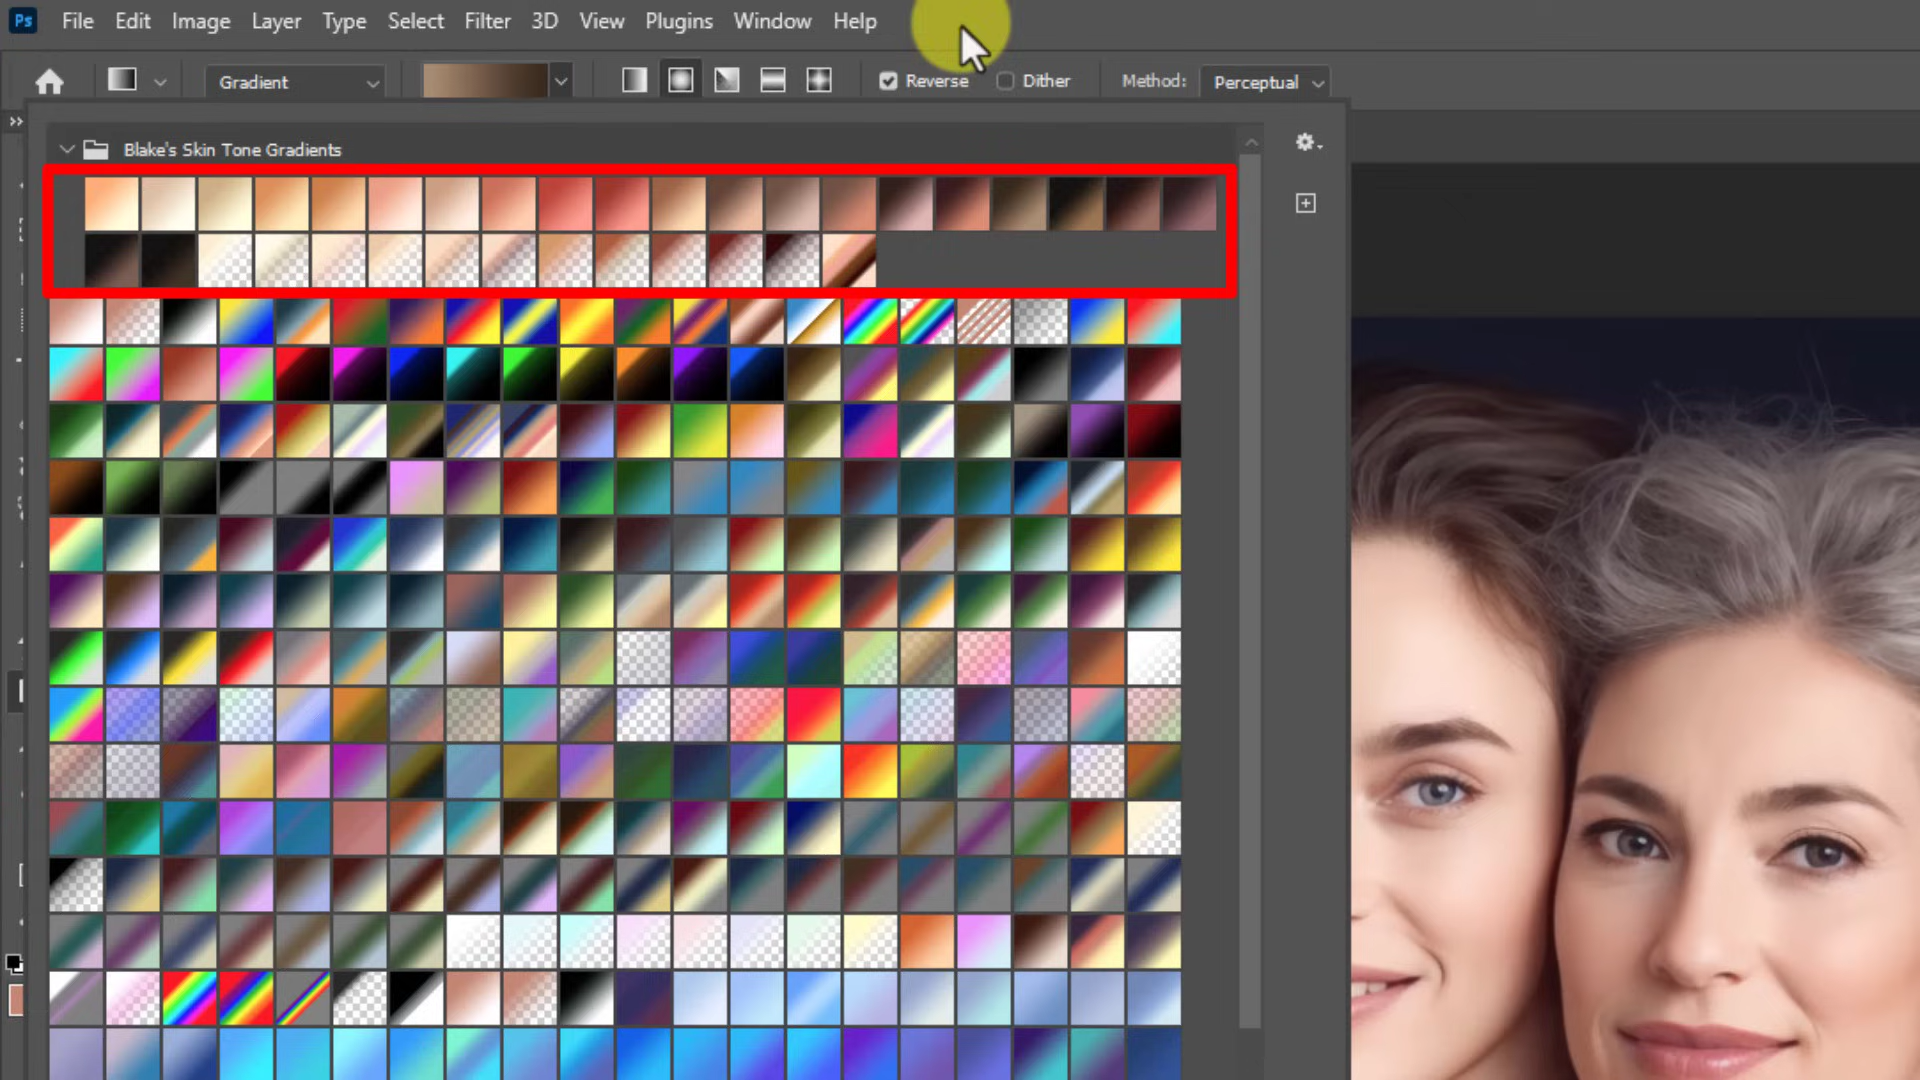 Ps File Edit Image Layer Type Select Filter 3D View Plugins Window Help
Gradient Reverse Dither Method: Perceptual
Blake's Skin Tone Gradients